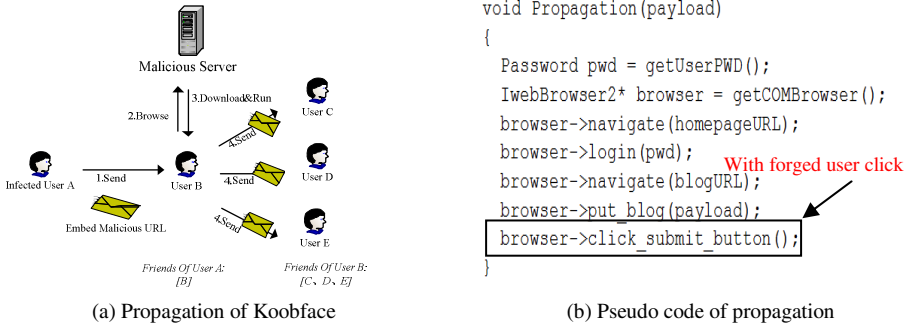 Malicious Server
2.Browse
3.Download&Run
User C
4.Send
Infected User A
1.Send
User B
4.Send
User D
Embed Malicious URL
4.Send
User E
Friends Of User A:
[B]
Friends Of User B:
[C、D、E]
(a) Propagation of Koobface
void Propagation(payload)
{
Password pwd = getUserPWD();
IwebBrowser2* browser = getCOMBrowser();
browser->navigate(homepageURL);
browser->login(pwd);
With forged user click
browser->navigate(blogURL);
browser->put_blog(payload);
browser->click_submit_button();
}
(b) Pseudo code of propagation